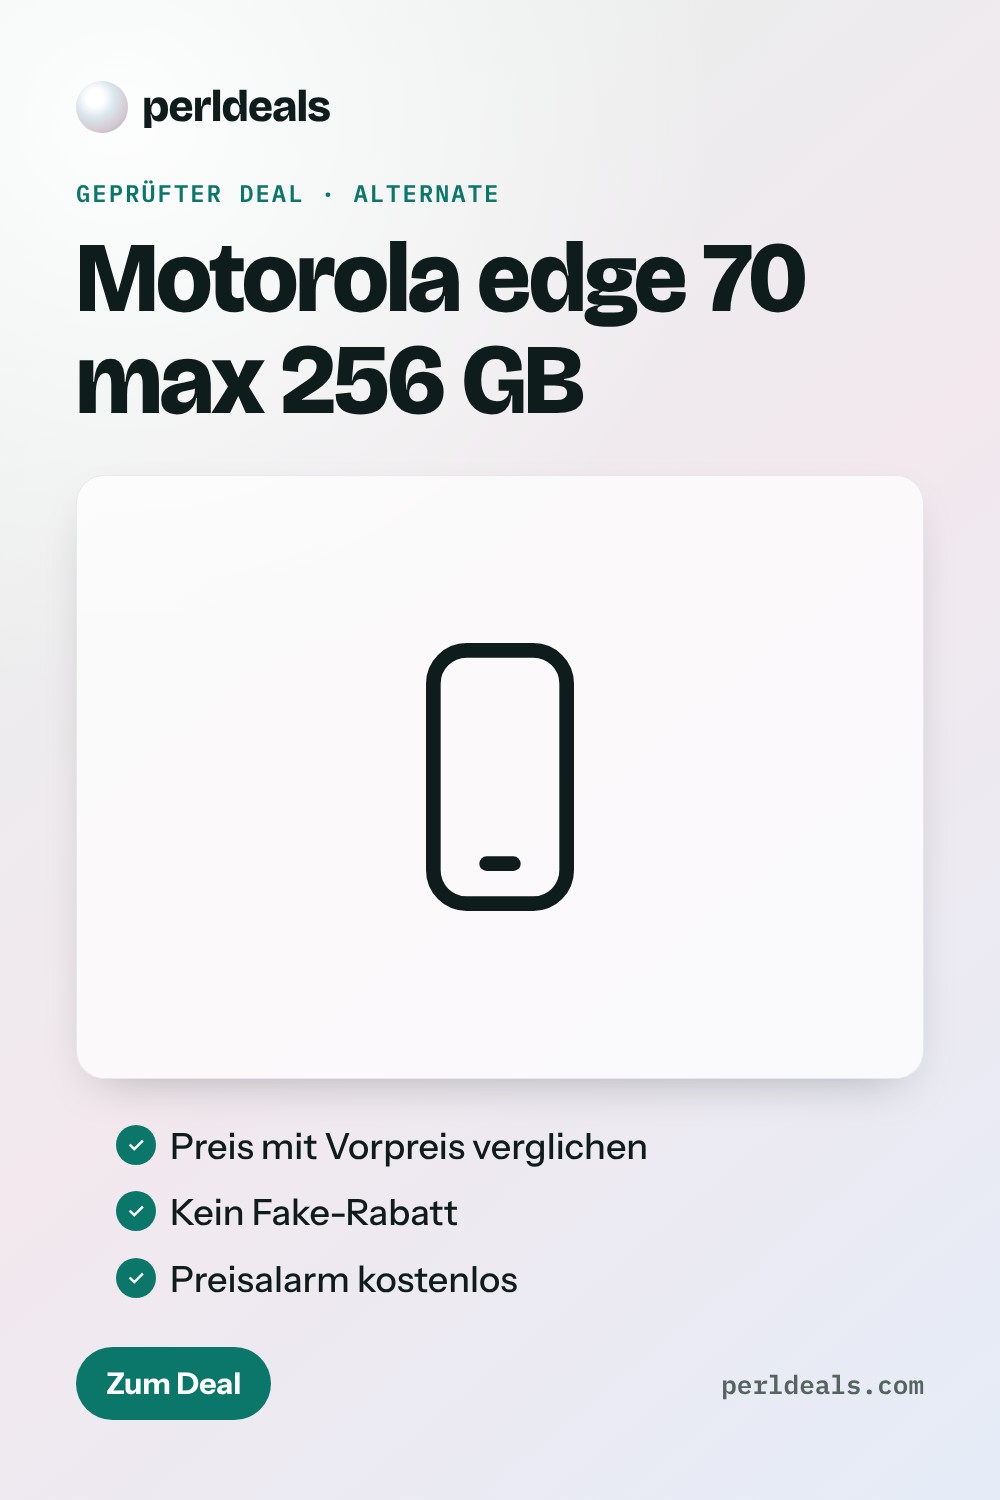 perldeals
GEPRÜFTER DEAL · ALTERNATE
Motorola edge 70
max 256 GB
Preis mit Vorpreis verglichen
Kein Fake-Rabatt
Preisalarm kostenlos
Zum Deal
perldeals.com